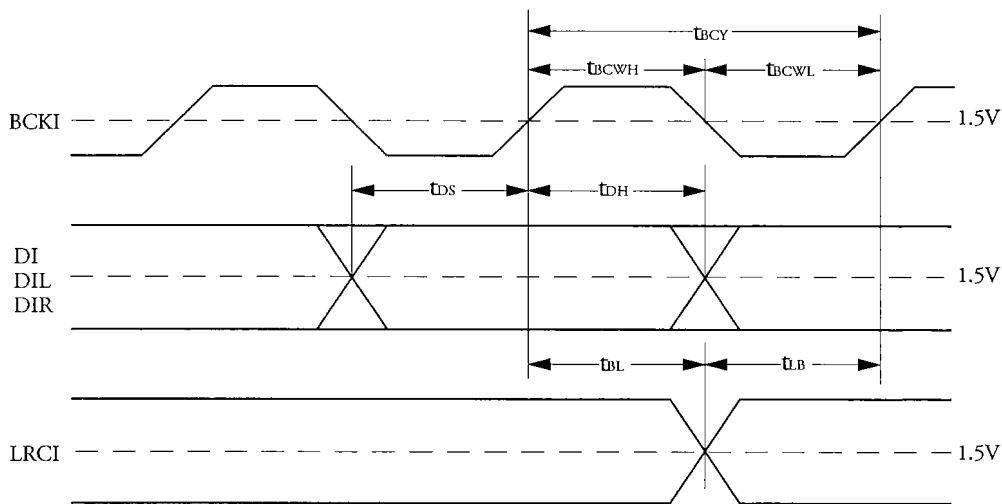 tBCY
tBCWH tBCWL
BCKI 1.5V
tDS tDH
DI
DIL 1.5V
DIR
tBL tLB
LRCI 1.5V